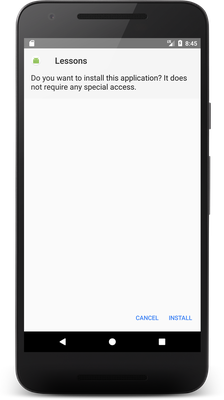 8:45
Lessons
Do you want to install this application? It does
not require any special access.
CANCEL INSTALL